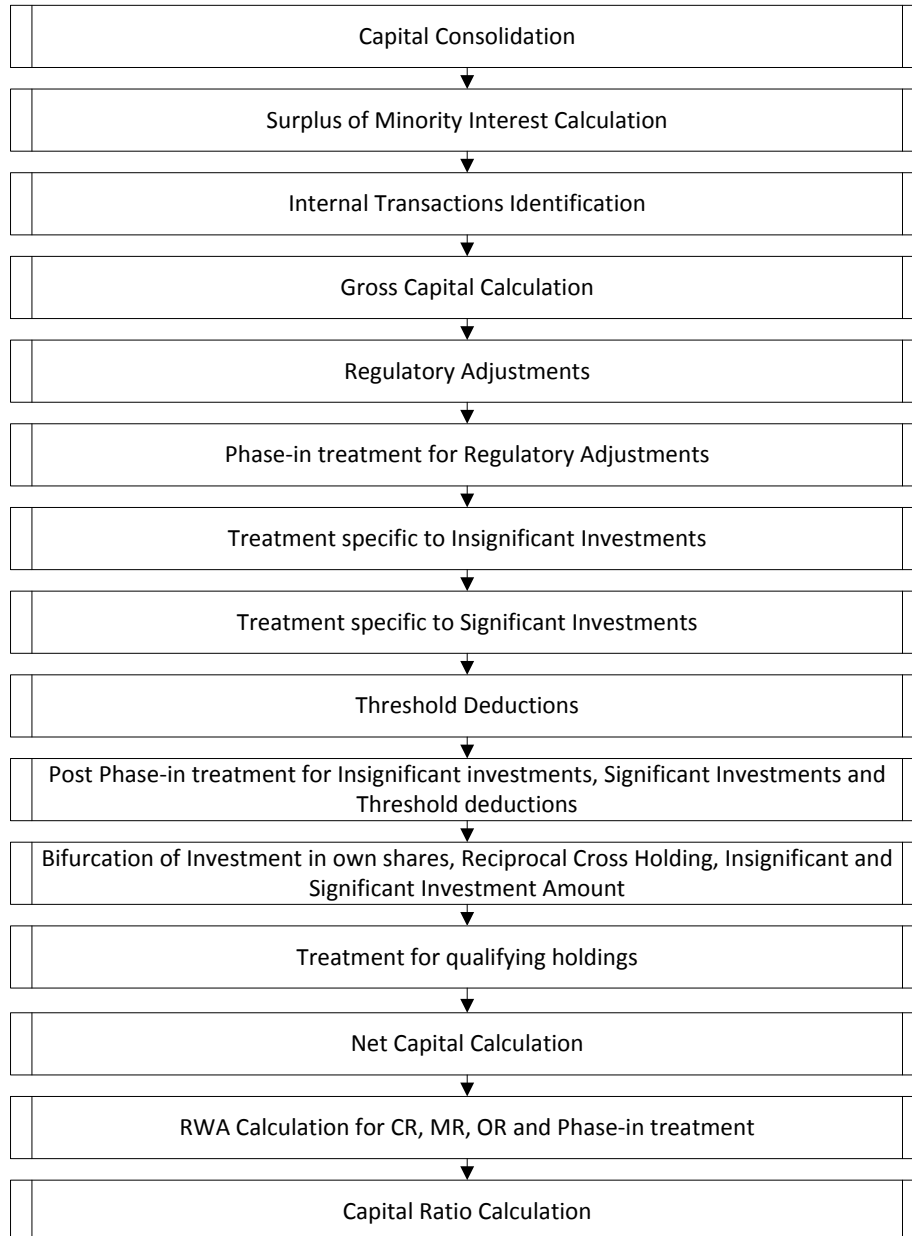 Capital Consolidation
Surplus of Minority Interest Calculation
Internal Transactions Identification
Gross Capital Calculation
Regulatory Adjustments
Phase-in treatment for Regulatory Adjustments
Treatment specific to Insignificant Investments
Treatment specific to Significant Investments
Threshold Deductions
Post Phase-in treatment for Insignificant investments, Significant Investments and
Threshold deductions
Bifurcation of Investment in own shares, Reciprocal Cross Holding, Insignificant and
Significant Investment Amount
Treatment for qualifying holdings
Net Capital Calculation
RWA Calculation for CR, MR, OR and Phase-in treatment
Capital Ratio Calculation